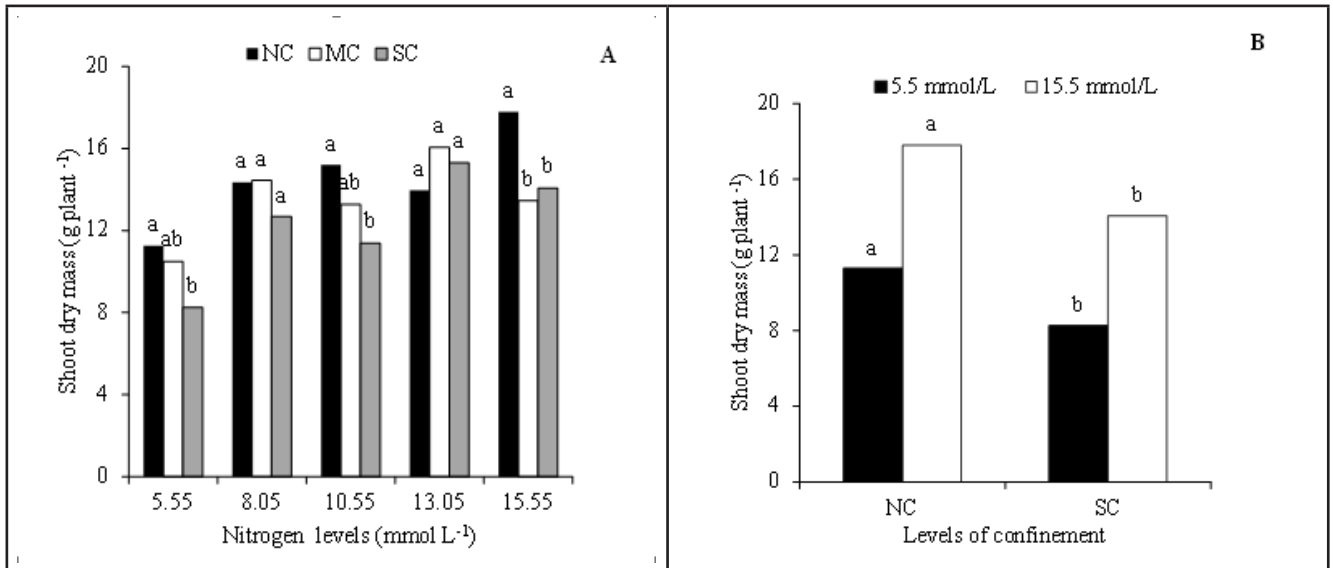 A
NC MC SC
Shoot dry mass (g plant -1)
20
16
12
8
4
0
a ab b
a a a
a ab b
a a a
a b b
5.55 8.05 10.55 13.05 15.55
Nitrogen levels (mmol L-1)
B
5.5 mmol/L 15.5 mmol/L
Shoot dry mass (g plant -1)
20
16
12
8
4
0
a a
b b
NC SC
Levels of confinement